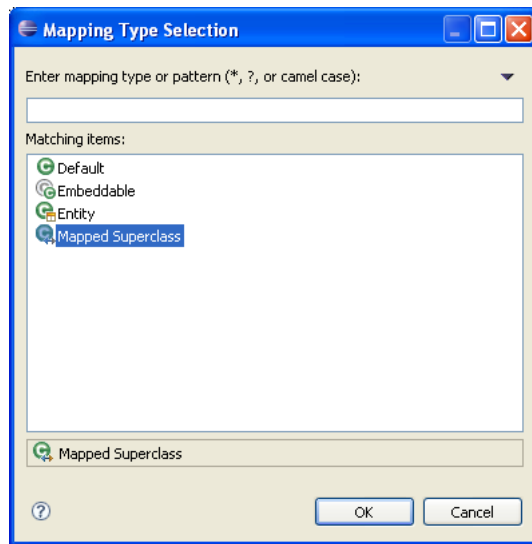 Mapping Type Selection
Enter mapping type or pattern (*, ?, or camel case):
Matching items:
Default
Embeddable
Entity
Mapped Superclass
Mapped Superclass
OK Cancel